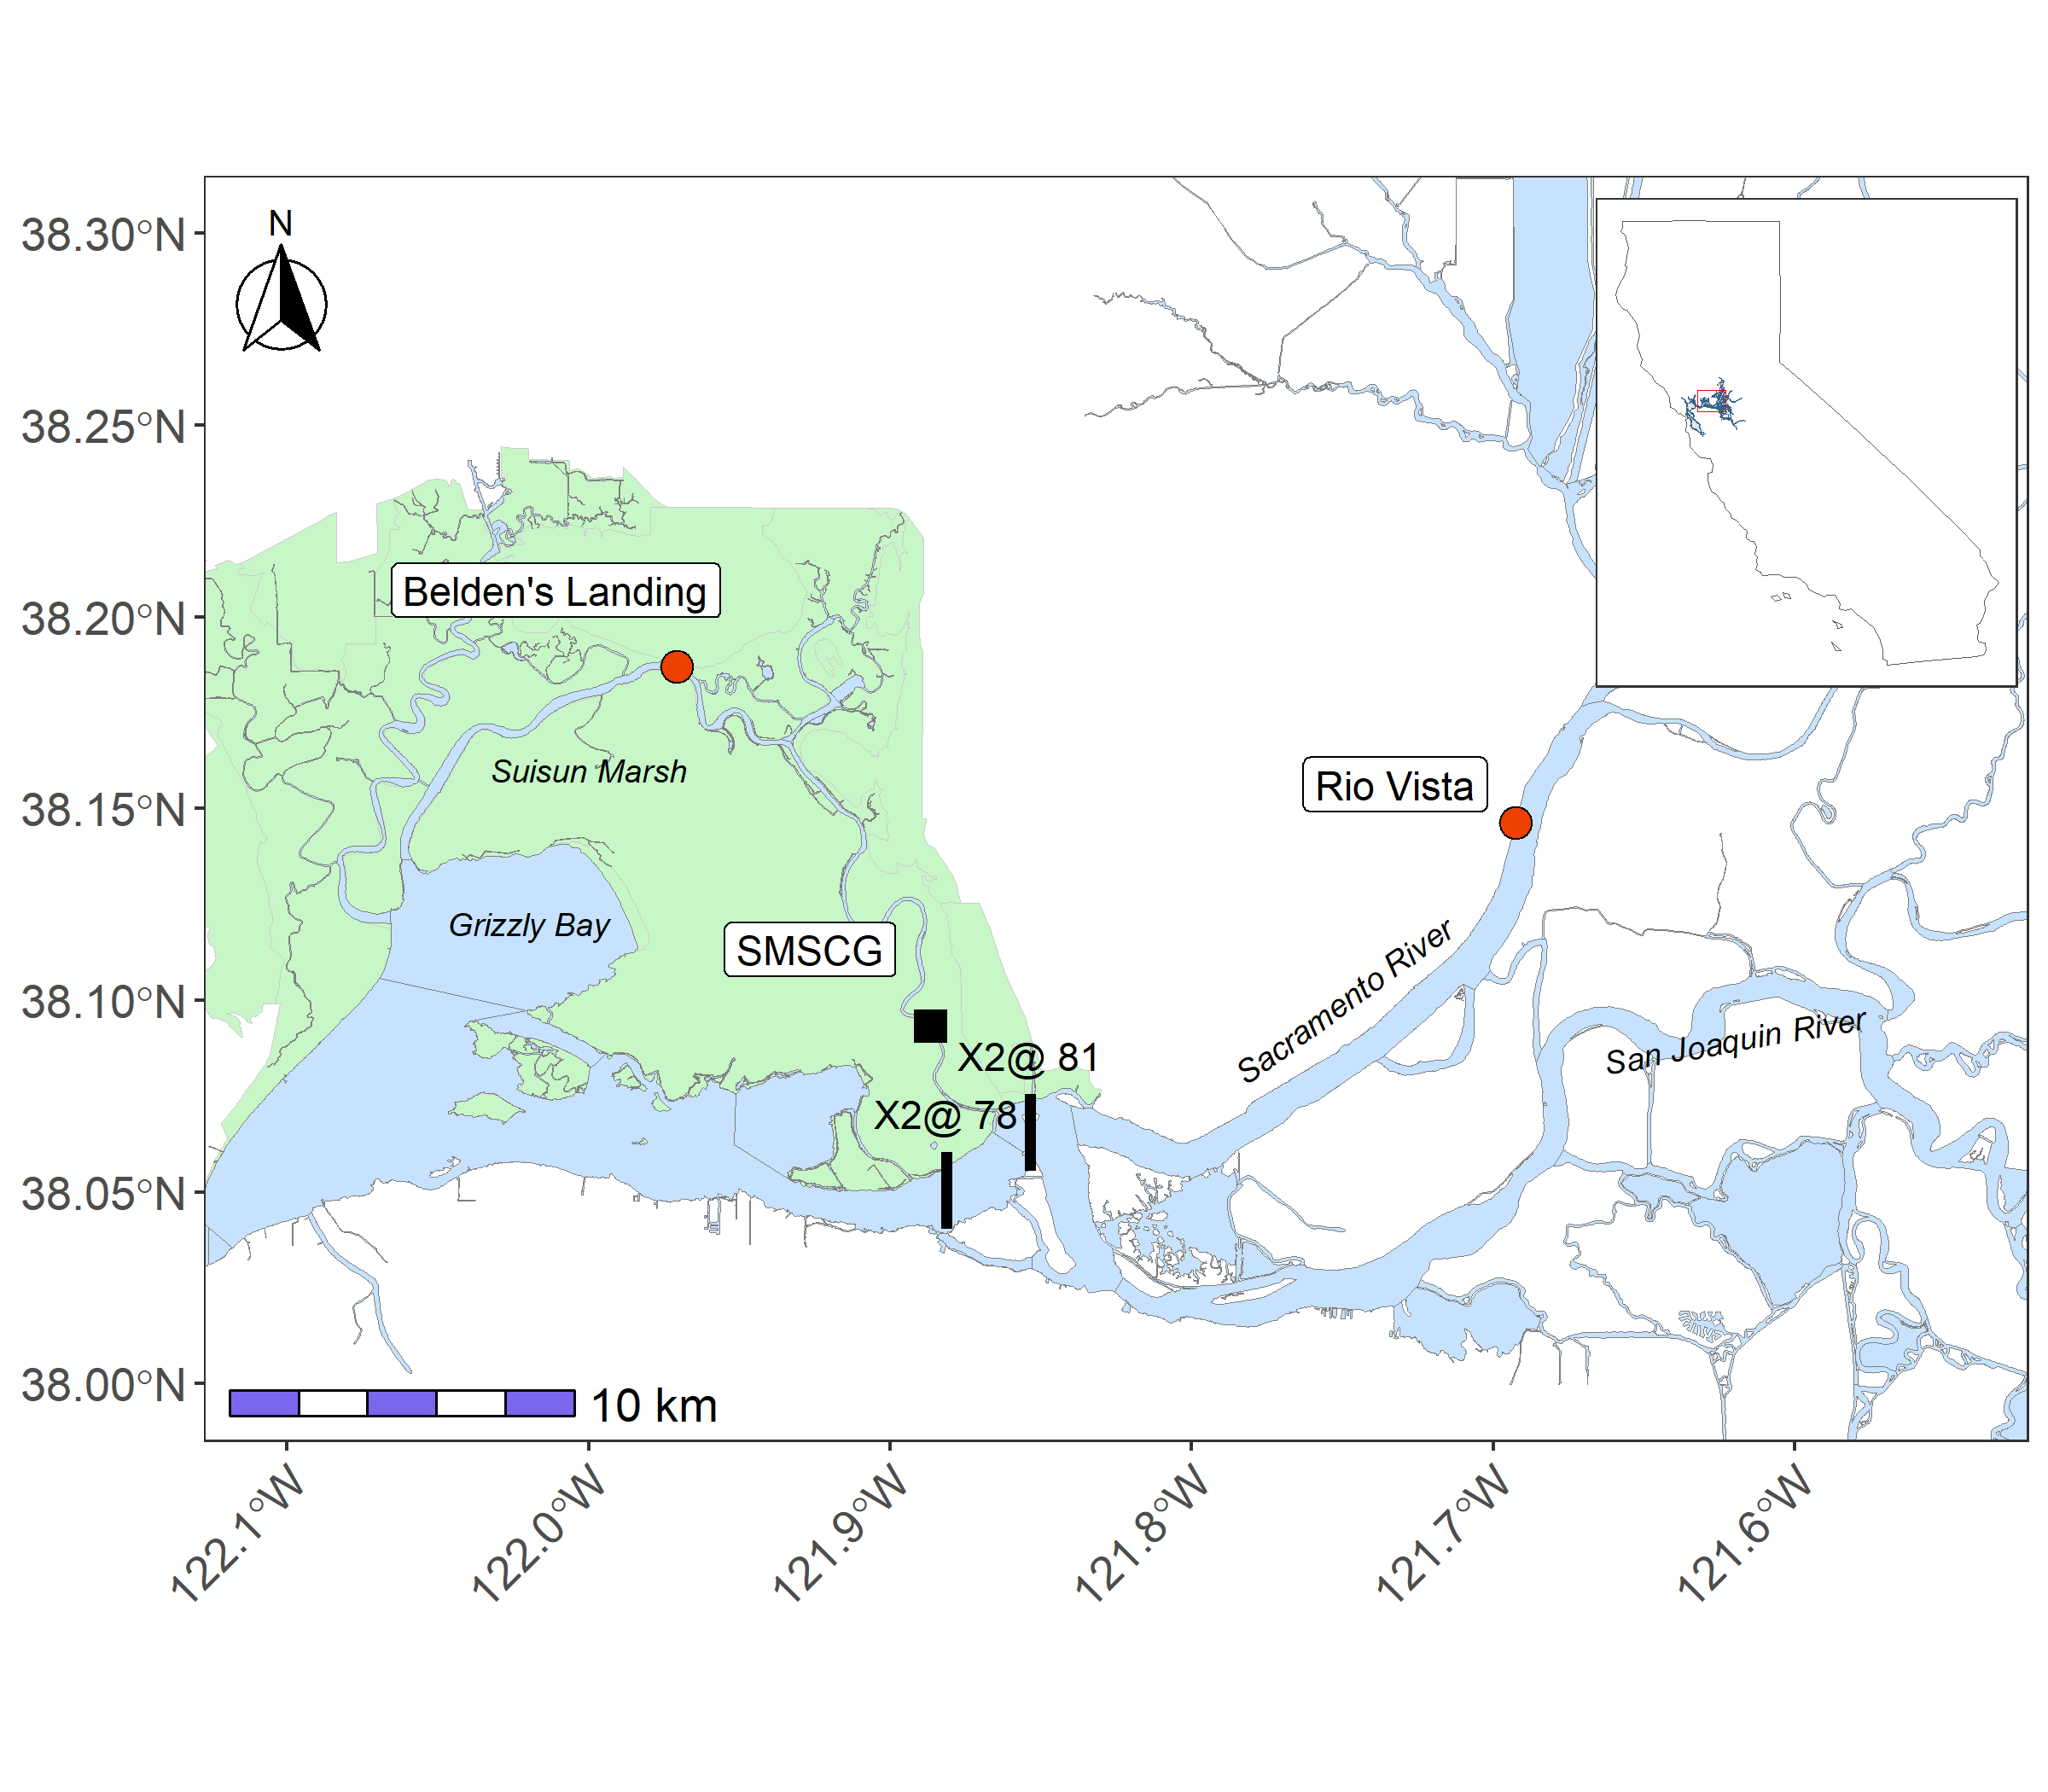 N
38.30°N
38.25°N
38.20°N
38.15°N
38.10°N
38.05°N
38.00°N
Belden's Landing
Suisun Marsh
Rio Vista
Grizzly Bay
SMSCG
Sacramento River
San Joaquin River
X2@ 81
X2@ 78
10 km
122.1°W
122.0°W
121.9°W
121.8°W
121.7°W
121.6°W